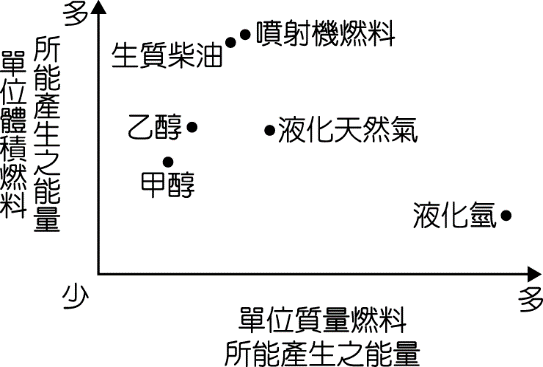 多
單位體積燃料
所能產生之能量
生質柴油
噴射機燃料
乙醇
液化天然氣
甲醇
液化氫
少
多
單位質量燃料
所能產生之能量